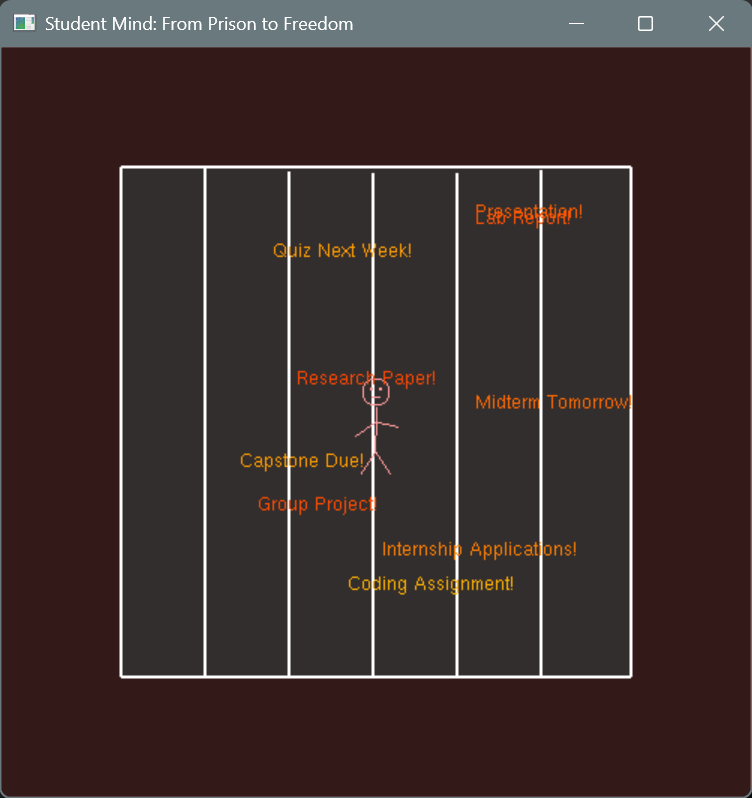 Student Mind: From Prison to Freedom
Presentation!
Lab Report!
Quiz Next Week!
Research Paper!
Midterm Tomorrow!
Capstone Due!
Group Project!
Internship Applications!
Coding Assignment!